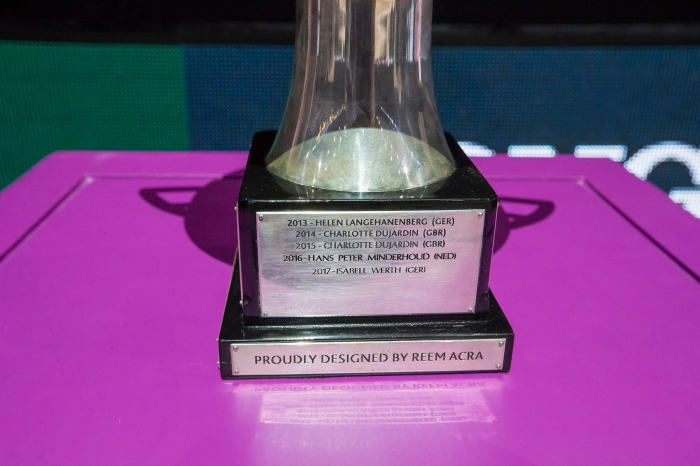 2013 - HELEN LANGEHANENBERG (GER)
2014 - CHARLOTTE DUJARDIN (GBR)
2015 - CHARLOTTE DUJARDIN (GBR)
2016-HANS PETER MINDERHOUD (NED)
2017-ISABELL WERTH (GER)
PROUDLY DESIGNED BY REEM ACRA